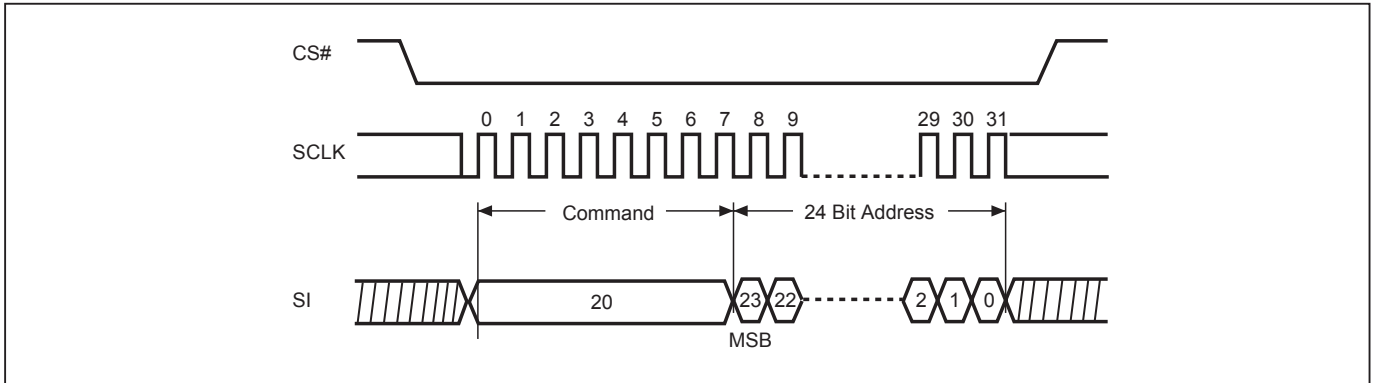 CS#
0 1 2 3 4 5 6 7 8 9 29 30 31
SCLK
Command 24 Bit Address
SI 20 23 22 2 1 0
MSB